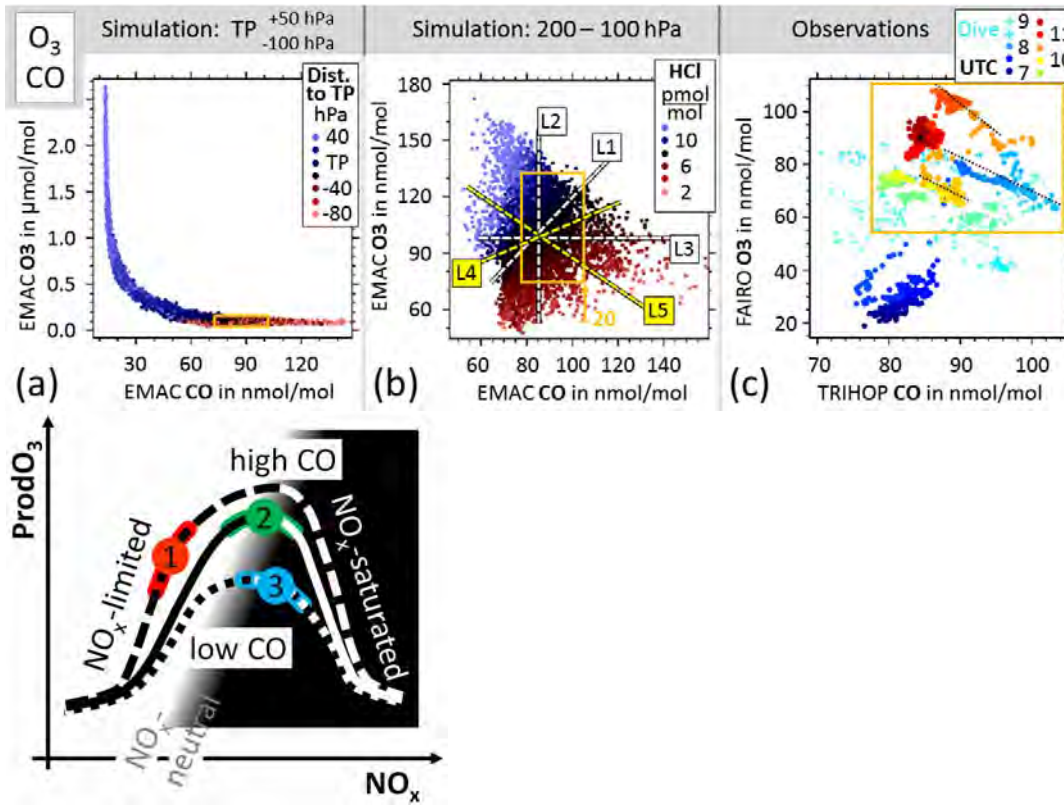 O3
CO
Simulation: TP +50 hPa
-100 hPa
Simulation: 200 – 100 hPa
Observations
EMAC O3 in µmol/mol
2.0
1.5
1.0
0.5
0.0
30
60
90
120
EMAC CO in nmol/mol
(a)
Dist.
to TP
hPa
40
TP
-40
-80
EMAC O3 in nmol/mol
180
150
120
90
60
60
80
100
120
140
EMAC CO in nmol/mol
(b)
L2
L1
L3
L4
L5
20
HCl
pmol
mol
10
6
2
FAIRO O3 in nmol/mol
100
80
60
40
20
70
80
90
100
TRIHOP CO in nmol/mol
(c)
Dive
UTC
9
8
7
11
10
ProdO3
high CO
low CO
NOx-limited
NOx-saturated
NOx-
neutral
1
2
3
NOx